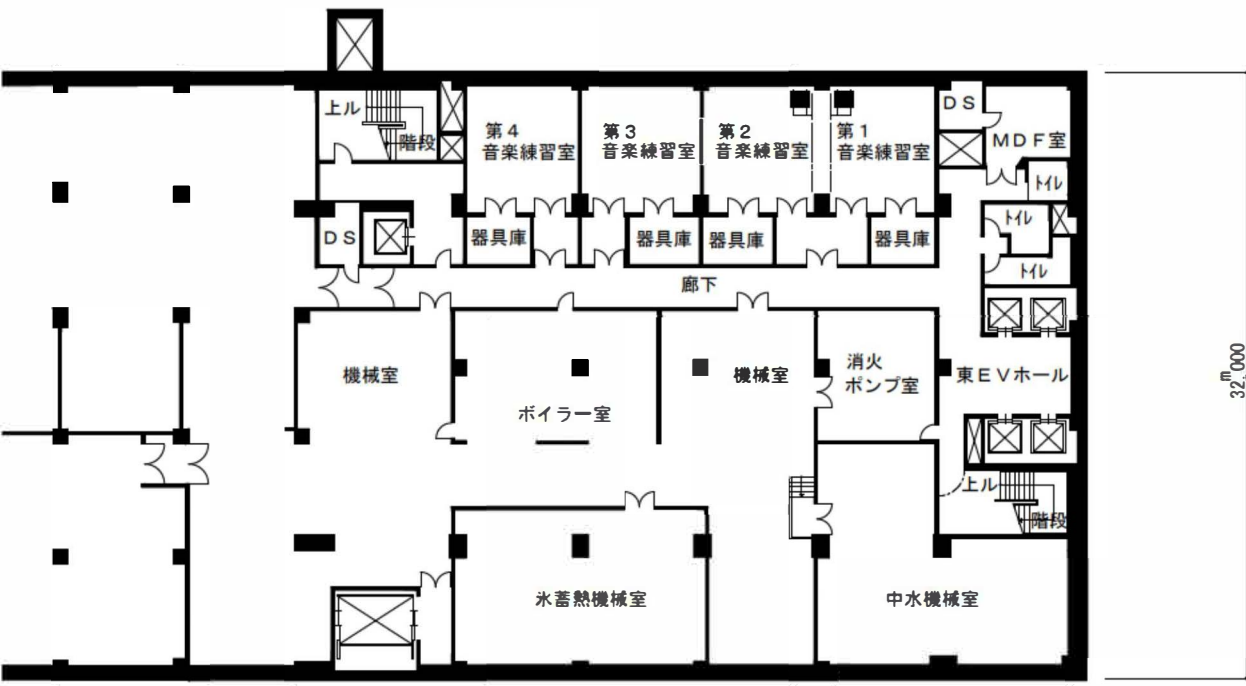 上ル
階段
第4
音楽練習室
第3
音楽練習室
第2
音楽練習室
第1
音楽練習室
DS
MDF室
トイレ
トイレ
トイレ
DS
器具庫
器具庫
器具庫
器具庫
廊下
機械室
ボイラー室
機械室
消火
ポンプ室
東EVホール
上ル
階段
氷蓄熱機械室
中水機械室
32,000
m